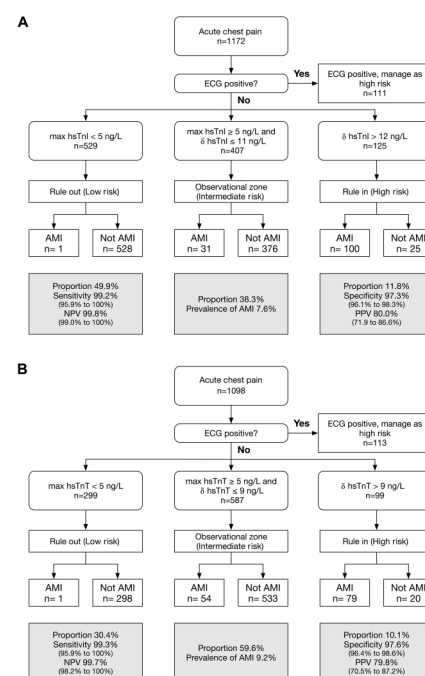 A
Acute chest pain
n=1172
ECG positive?
Yes
ECG positive, manage as
high risk
n=111
No
max hsTnI < 5 ng/L
n=529
max hsTnI ≥ 5 ng/L and
δ hsTnI ≤ 11 ng/L
n=407
δ hsTnI > 12 ng/L
n=125
Rule out (Low risk)
Observational zone
(Intermediate risk)
Rule in (High risk)
AMI
n= 1
Not AMI
n= 528
AMI
n= 31
Not AMI
n= 376
AMI
n= 100
Not AMI
n= 25
Proportion 49.9%
Sensitivity 99.2%
(95.9% to 100%)
NPV 99.8%
(99.0% to 100%)
Proportion 38.3%
Prevalence of AMI 7.6%
Proportion 11.8%
Specificity 97.3%
(96.1% to 98.3%)
PPV 80.0%
(71.9 to 86.6%)
B
Acute chest pain
n=1098
ECG positive?
Yes
ECG positive, manage as
high risk
n=113
No
max hsTnT < 5 ng/L
n=299
max hsTnT ≥ 5 ng/L and
δ hsTnT ≤ 9 ng/L
n=587
δ hsTnT > 9 ng/L
n=99
Rule out (Low risk)
Observational zone
(Intermediate risk)
Rule in (High risk)
AMI
n= 1
Not AMI
n= 298
AMI
n= 54
Not AMI
n= 533
AMI
n= 79
Not AMI
n= 20
Proportion 30.4%
Sensitivity 99.3%
(95.9% to 100%)
NPV 99.7%
(98.2% to 100%)
Proportion 59.6%
Prevalence of AMI 9.2%
Proportion 10.1%
Specificity 97.6%
(96.4% to 98.6%)
PPV 79.8%
(70.5% to 87.2%)